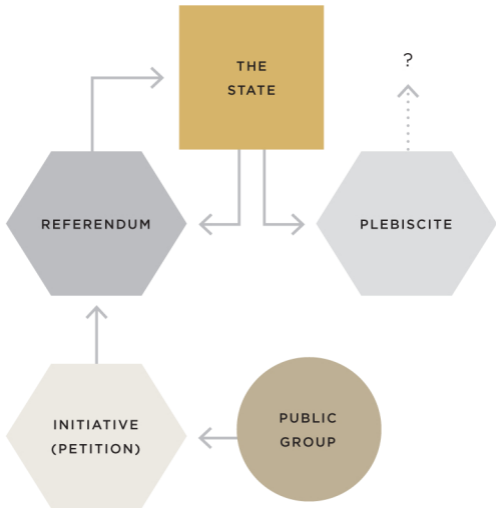 THE
STATE
?
REFERENDUM
PLEBISCITE
INITIATIVE
(PETITION)
PUBLIC
GROUP